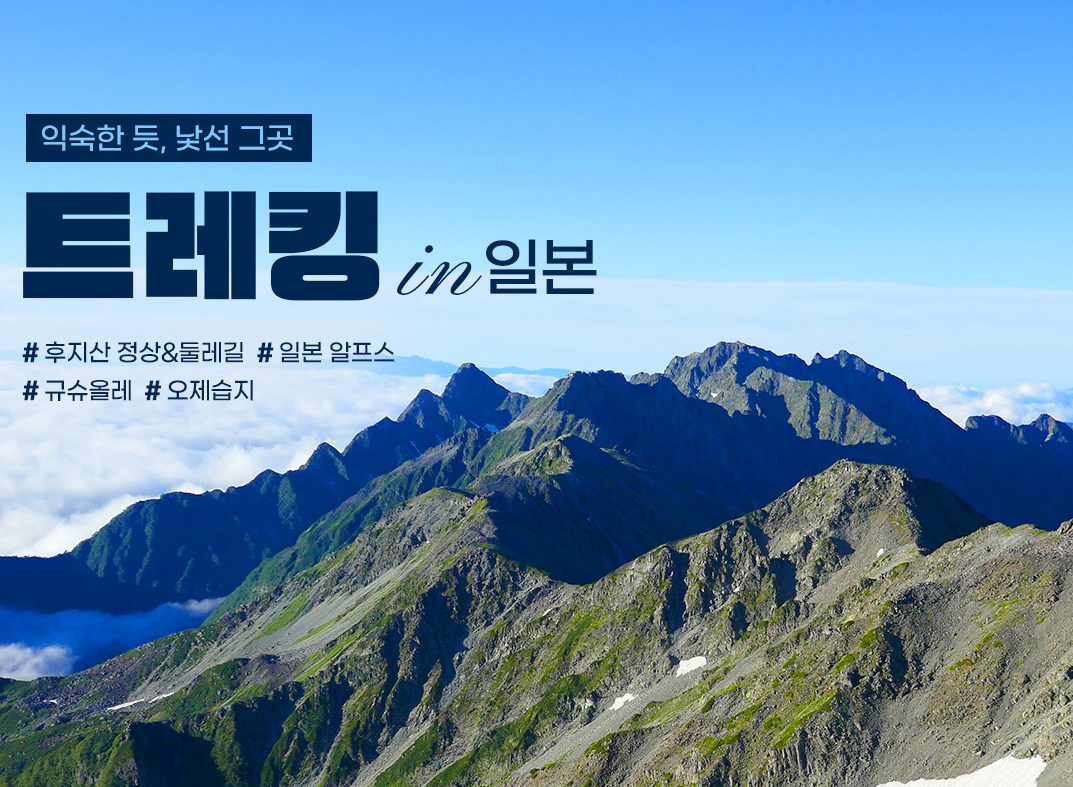 익숙한 듯, 낯선 그곳
트레킹 in 일본
# 후지산 정상&둘레길 # 일본 알프스
# 규슈올레 # 오제습지